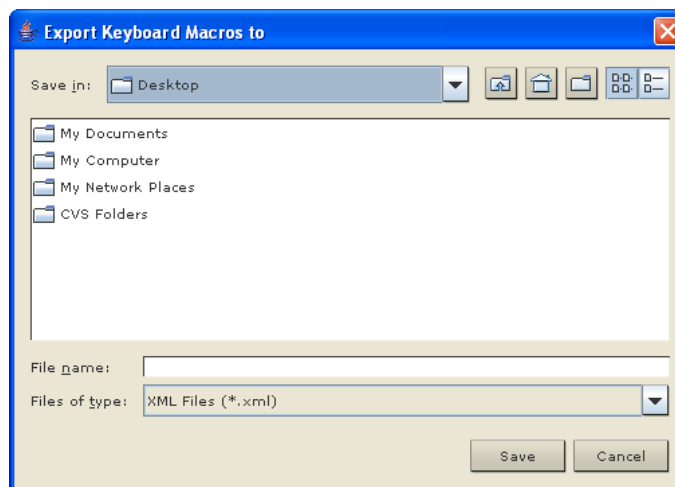 Export Keyboard Macros to
Save in: Desktop
My Documents
My Computer
My Network Places
CVS Folders
File name:
Files of type: XML Files (*.xml)
Save Cancel